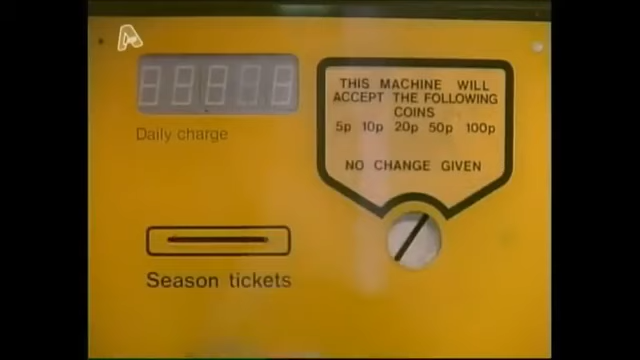 Daily charge
THIS MACHINE WILL
ACCEPT THE FOLLOWING
COINS
5p 10p 20p 50p 100p
NO CHANGE GIVEN
Season tickets